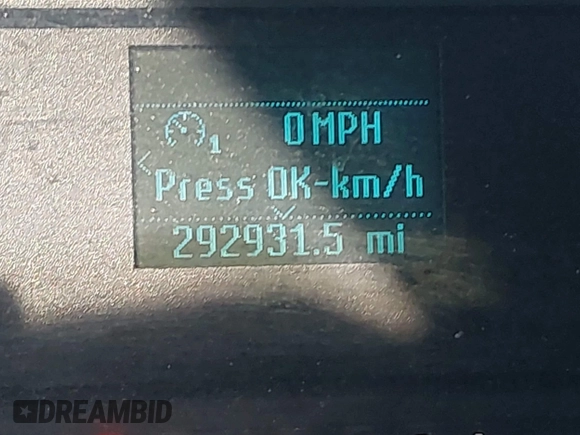 0 MPH
1
Press OK-km/h
292931.5 mi
DREAMBID